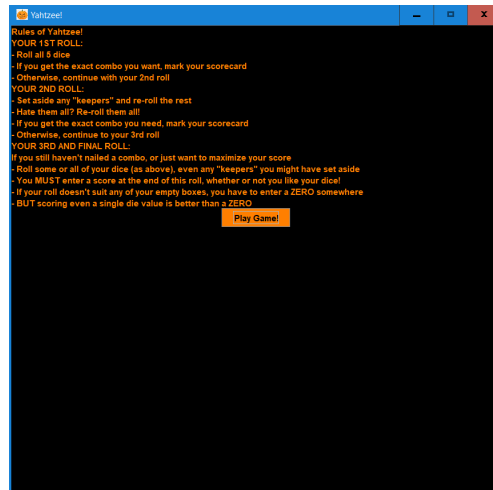 Yahtzee!
Rules of Yahtzee!
YOUR 1ST ROLL:
- Roll all 5 dice
- If you get the exact combo you want, mark your scorecard
- Otherwise, continue with your 2nd roll
YOUR 2ND ROLL:
- Set aside any "keepers" and re-roll the rest
- Hate them all? Re-roll them all!
- If you get the exact combo you need, mark your scorecard
- Otherwise, continue to your 3rd roll
YOUR 3RD AND FINAL ROLL:
If you still haven't nailed a combo, or just want to maximize your score
- Roll some or all of your dice (as above), even any "keepers" you might have set aside
- You MUST enter a score at the end of this roll, whether or not you like your dice!
- If your roll doesn't suit any of your empty boxes, you have to enter a ZERO somewhere
- BUT scoring even a single die value is better than a ZERO
Play Game!